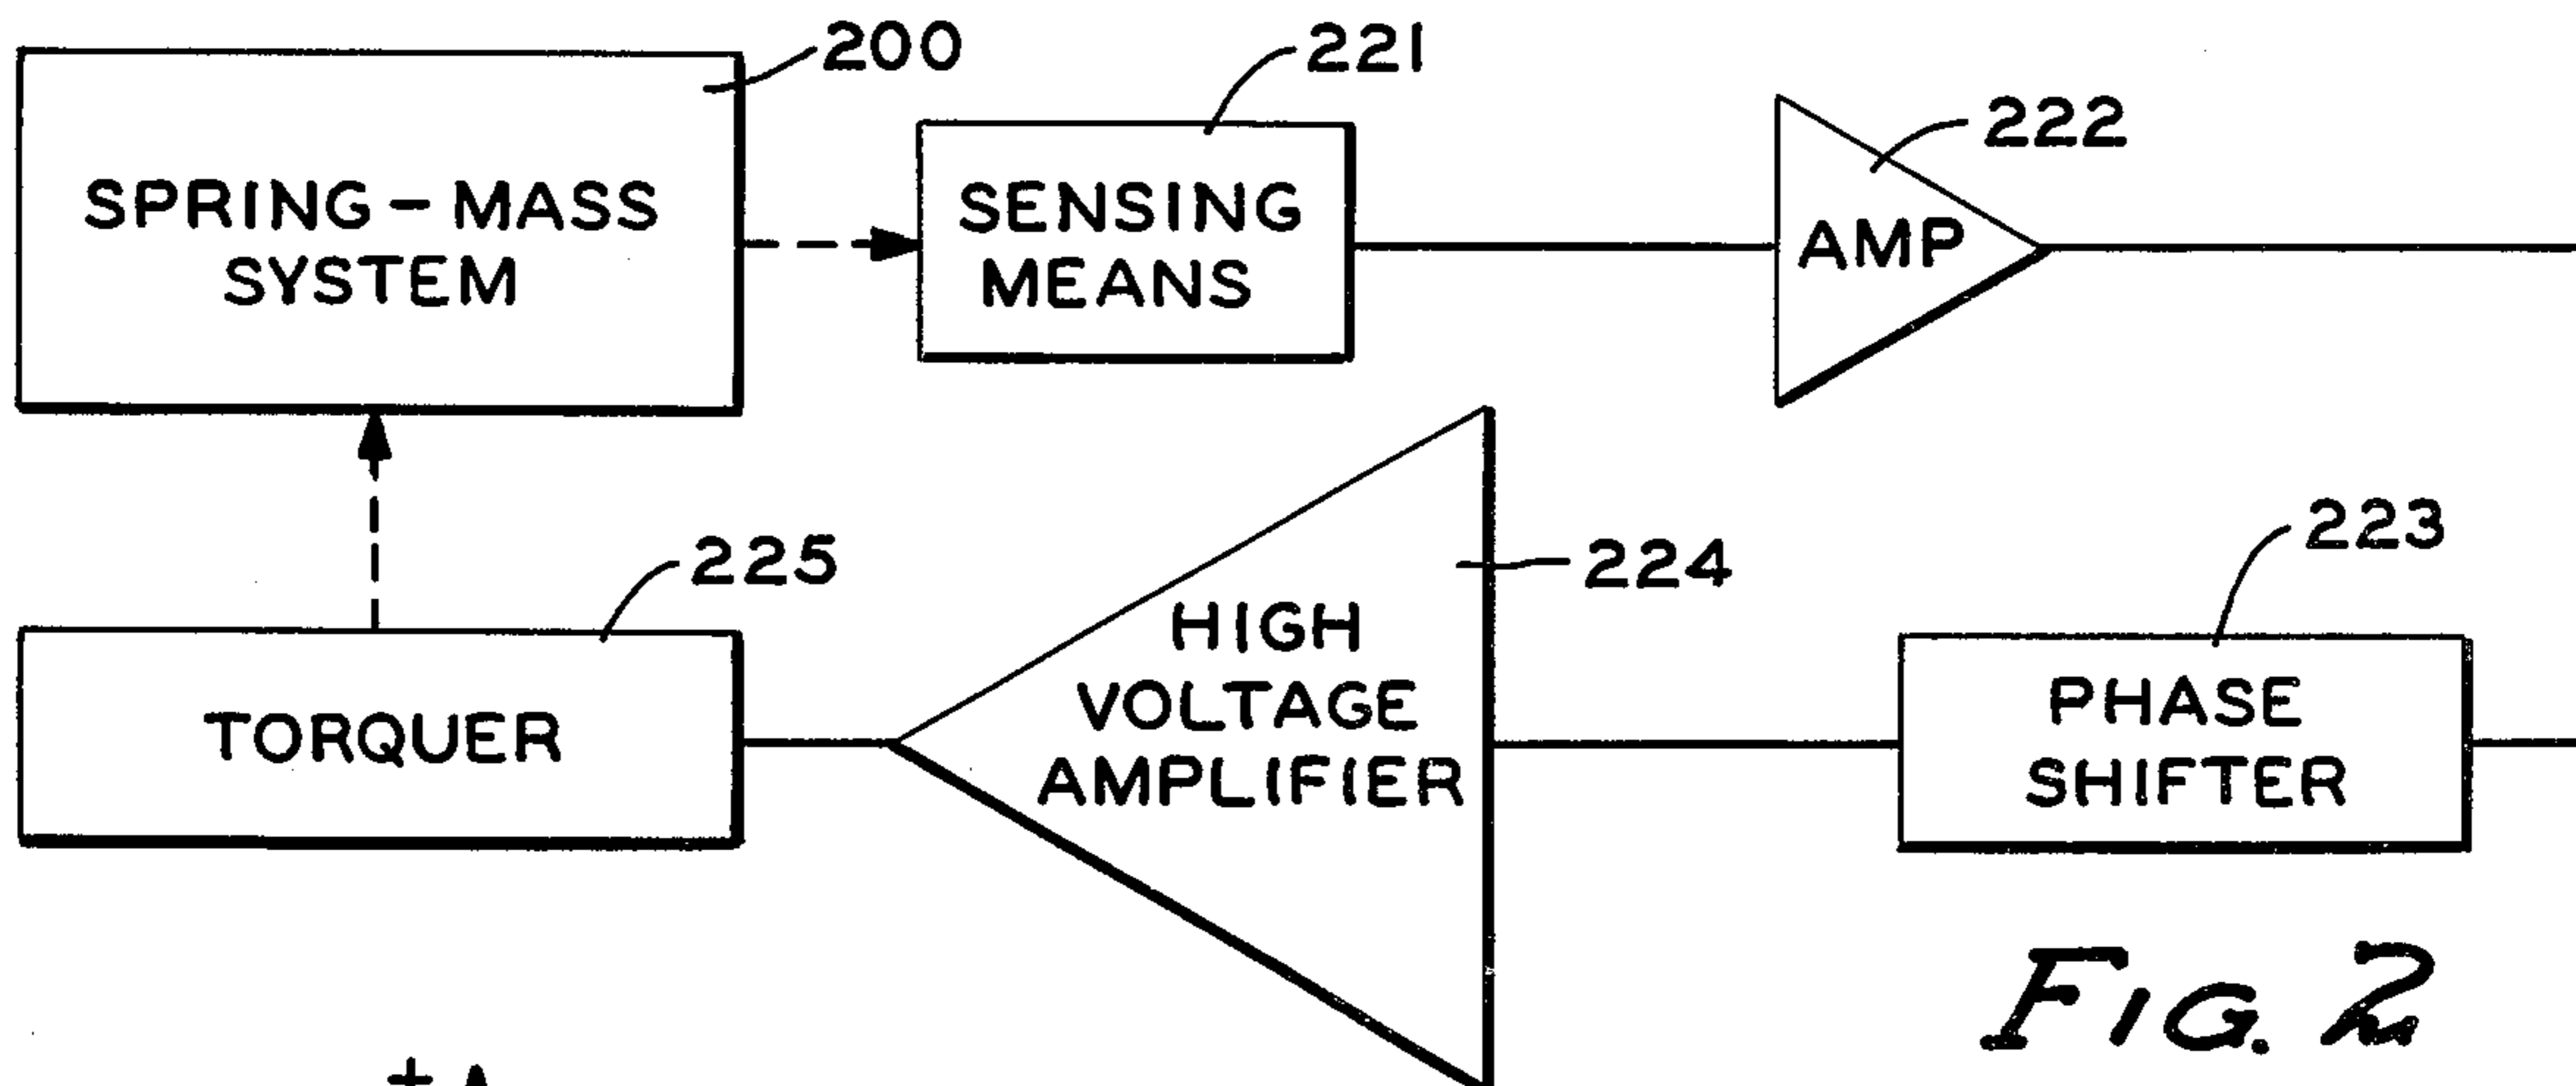 200
221
222
SPRING-MASS
SYSTEM
SENSING
MEANS
AMP
225
224
223
TORQUER
HIGH
VOLTAGE
AMPLIFIER
PHASE
SHIFTER
FIG. 2